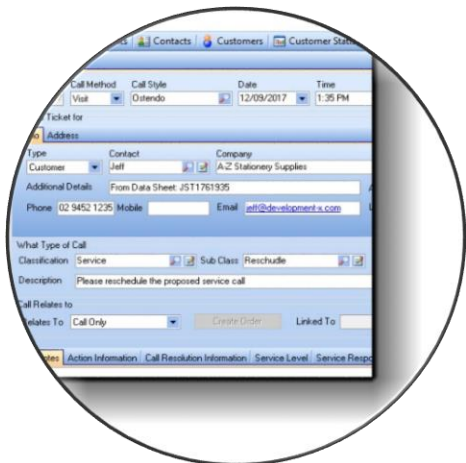 Contacts Customers
Call Method Call Style Date Time
Visit Ostendo 12/09/2017 1:35 PM
Ticket for
Address
Type Contact Company
Customer Jeff A-Z Stationery Supplies
Additional Details From Data Sheet: JST1761935
Phone 02 9452 1235 Mobile Email jeff@development-x.com
What Type of Call
Classification Service Sub Class Reschudle
Description Please reschedule the proposed service call
Call Relates to
Relates To Call Only Create Order Linked To
Action Information Call Resolution Information Service Level Service